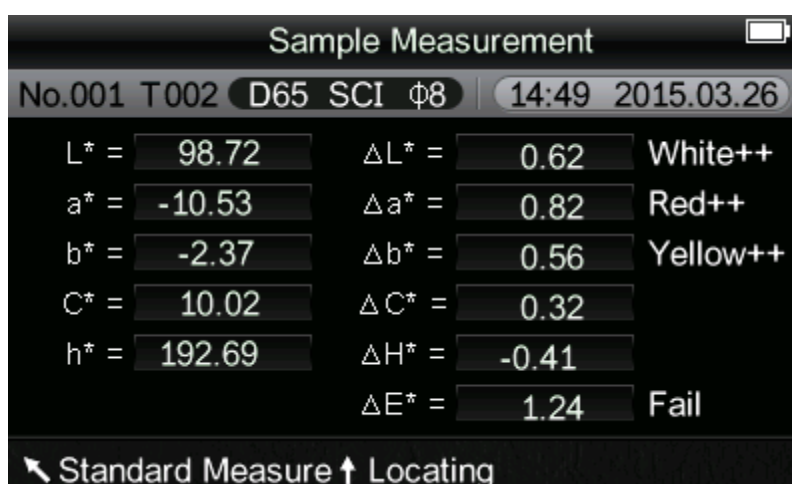 Sample Measurement
No.001 T002 D65 SCI Φ8 14:49 2015.03.26
L* = 98.72 ΔL* = 0.62 White++
a* = -10.53 Δa* = 0.82 Red++
b* = -2.37 Δb* = 0.56 Yellow++
C* = 10.02 ΔC* = 0.32
h* = 192.69 ΔH* = -0.41
ΔE* = 1.24 Fail
↖ Standard Measure ↑ Locating